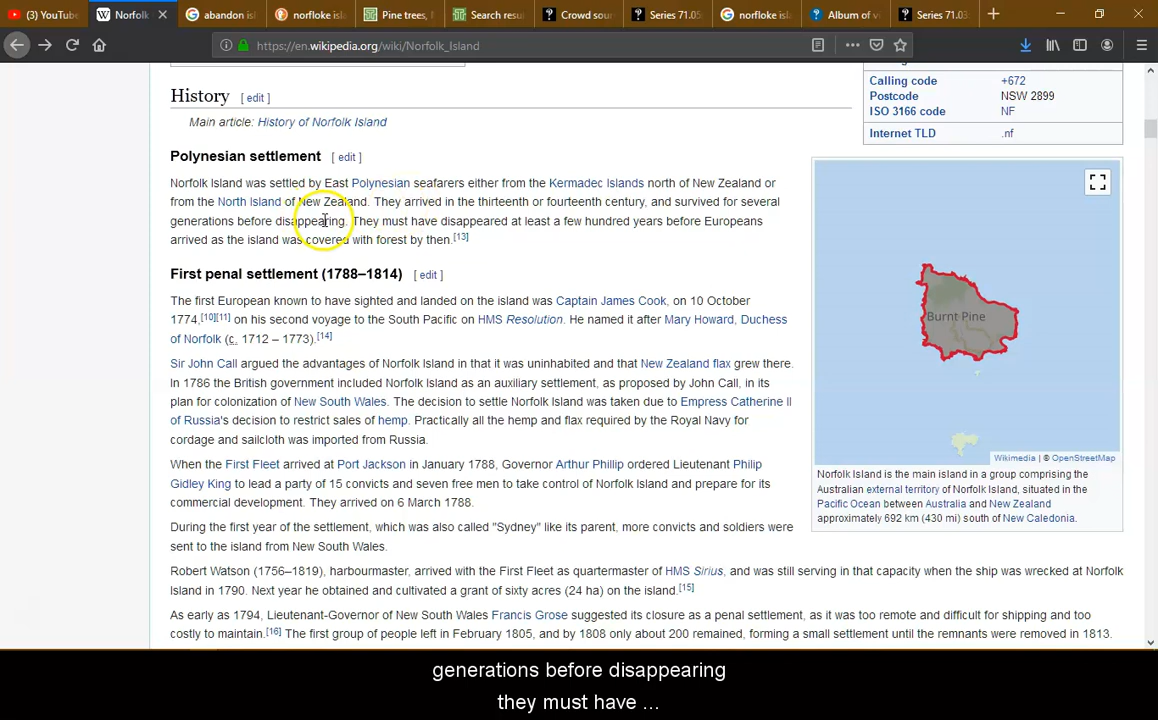 (3) YouTube
Norfolk
abandon isl
norfloke isla
Pine trees, N
Search resul
Crowd sour
Series 71.05
norfloke isl
Album of vi
Series 71.03
https://en.wikipedia.org/wiki/Norfolk_Island
Calling code +672
Postcode NSW 2899
ISO 3166 code NF
Internet TLD .nf
History [ edit ]
Main article: History of Norfolk Island
Polynesian settlement [ edit ]
Norfolk Island was settled by East Polynesian seafarers either from the Kermadec Islands north of New Zealand or
from the North Island of New Zealand. They arrived in the thirteenth or fourteenth century, and survived for several
generations before disappearing. They must have disappeared at least a few hundred years before Europeans
arrived as the island was covered with forest by then.[13]
First penal settlement (1788–1814) [ edit ]
The first European known to have sighted and landed on the island was Captain James Cook, on 10 October
1774,[10][11] on his second voyage to the South Pacific on HMS Resolution. He named it after Mary Howard, Duchess
of Norfolk (c. 1712 – 1773).[14]
Sir John Call argued the advantages of Norfolk Island in that it was uninhabited and that New Zealand flax grew there.
In 1786 the British government included Norfolk Island as an auxiliary settlement, as proposed by John Call, in its
plan for colonization of New South Wales. The decision to settle Norfolk Island was taken due to Empress Catherine II
of Russia's decision to restrict sales of hemp. Practically all the hemp and flax required by the Royal Navy for
cordage and sailcloth was imported from Russia.
When the First Fleet arrived at Port Jackson in January 1788, Governor Arthur Phillip ordered Lieutenant Philip
Gidley King to lead a party of 15 convicts and seven free men to take control of Norfolk Island and prepare for its
commercial development. They arrived on 6 March 1788.
During the first year of the settlement, which was also called "Sydney" like its parent, more convicts and soldiers were
sent to the island from New South Wales.
Robert Watson (1756–1819), harbourmaster, arrived with the First Fleet as quartermaster of HMS Sirius, and was still serving in that capacity when the ship was wrecked at Norfolk
Island in 1790. Next year he obtained and cultivated a grant of sixty acres (24 ha) on the island.[15]
As early as 1794, Lieutenant-Governor of New South Wales Francis Grose suggested its closure as a penal settlement, as it was too remote and difficult for shipping and too
costly to maintain.[16] The first group of people left in February 1805, and by 1808 only about 200 remained, forming a small settlement until the remnants were removed in 1813.
Burnt Pine
Wikimedia | © OpenStreetMap
Norfolk Island is the main island in a group comprising the
Australian external territory of Norfolk Island, situated in the
Pacific Ocean between Australia and New Zealand
approximately 692 km (430 mi) south of New Caledonia.
generations before disappearing
they must have ...